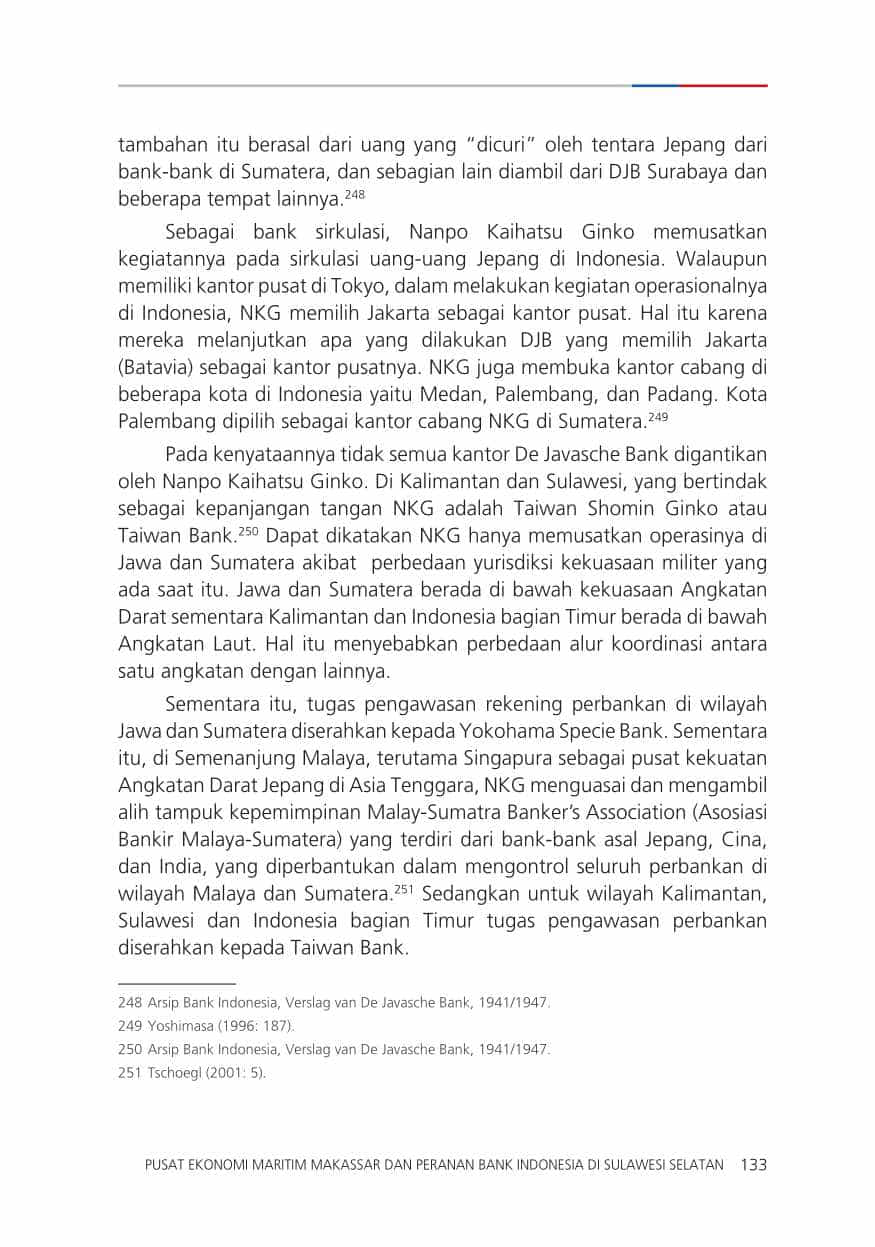 tambahan itu berasal dari uang yang “dicuri” oleh tentara Jepang dari
bank-bank di Sumatera, dan sebagian lain diambil dari DJB Surabaya dan
beberapa tempat lainnya.248
Sebagai bank sirkulasi, Nanpo Kaihatsu Ginko memusatkan
kegiatannya pada sirkulasi uang-uang Jepang di Indonesia. Walaupun
memiliki kantor pusat di Tokyo, dalam melakukan kegiatan operasionalnya
di Indonesia, NKG memilih Jakarta sebagai kantor pusat. Hal itu karena
mereka melanjutkan apa yang dilakukan DJB yang memilih Jakarta
(Batavia) sebagai kantor pusatnya. NKG juga membuka kantor cabang di
beberapa kota di Indonesia yaitu Medan, Palembang, dan Padang. Kota
Palembang dipilih sebagai kantor cabang NKG di Sumatera.249
Pada kenyataannya tidak semua kantor De Javasche Bank digantikan
oleh Nanpo Kaihatsu Ginko. Di Kalimantan dan Sulawesi, yang bertindak
sebagai kepanjangan tangan NKG adalah Taiwan Shomin Ginko atau
Taiwan Bank.250 Dapat dikatakan NKG hanya memusatkan operasinya di
Jawa dan Sumatera akibat perbedaan yurisdiksi kekuasaan militer yang
ada saat itu. Jawa dan Sumatera berada di bawah kekuasaan Angkatan
Darat sementara Kalimantan dan Indonesia bagian Timur berada di bawah
Angkatan Laut. Hal itu menyebabkan perbedaan alur koordinasi antara
satu angkatan dengan lainnya.
Sementara itu, tugas pengawasan rekening perbankan di wilayah
Jawa dan Sumatera diserahkan kepada Yokohama Specie Bank. Sementara
itu, di Semenanjung Malaya, terutama Singapura sebagai pusat kekuatan
Angkatan Darat Jepang di Asia Tenggara, NKG menguasai dan mengambil
alih tampuk kepemimpinan Malay-Sumatra Banker’s Association (Asosiasi
Bankir Malaya-Sumatera) yang terdiri dari bank-bank asal Jepang, Cina,
dan India, yang diperbantukan dalam mengontrol seluruh perbankan di
wilayah Malaya dan Sumatera.251 Sedangkan untuk wilayah Kalimantan,
Sulawesi dan Indonesia bagian Timur tugas pengawasan perbankan
diserahkan kepada Taiwan Bank.
248 Arsip Bank Indonesia, Verslag van De Javasche Bank, 1941/1947.
249 Yoshimasa (1996: 187).
250 Arsip Bank Indonesia, Verslag van De Javasche Bank, 1941/1947.
251 Tschoegl (2001: 5).
PUSAT EKONOMI MARITIM MAKASSAR DAN PERANAN BANK INDONESIA DI SULAWESI SELATAN 133